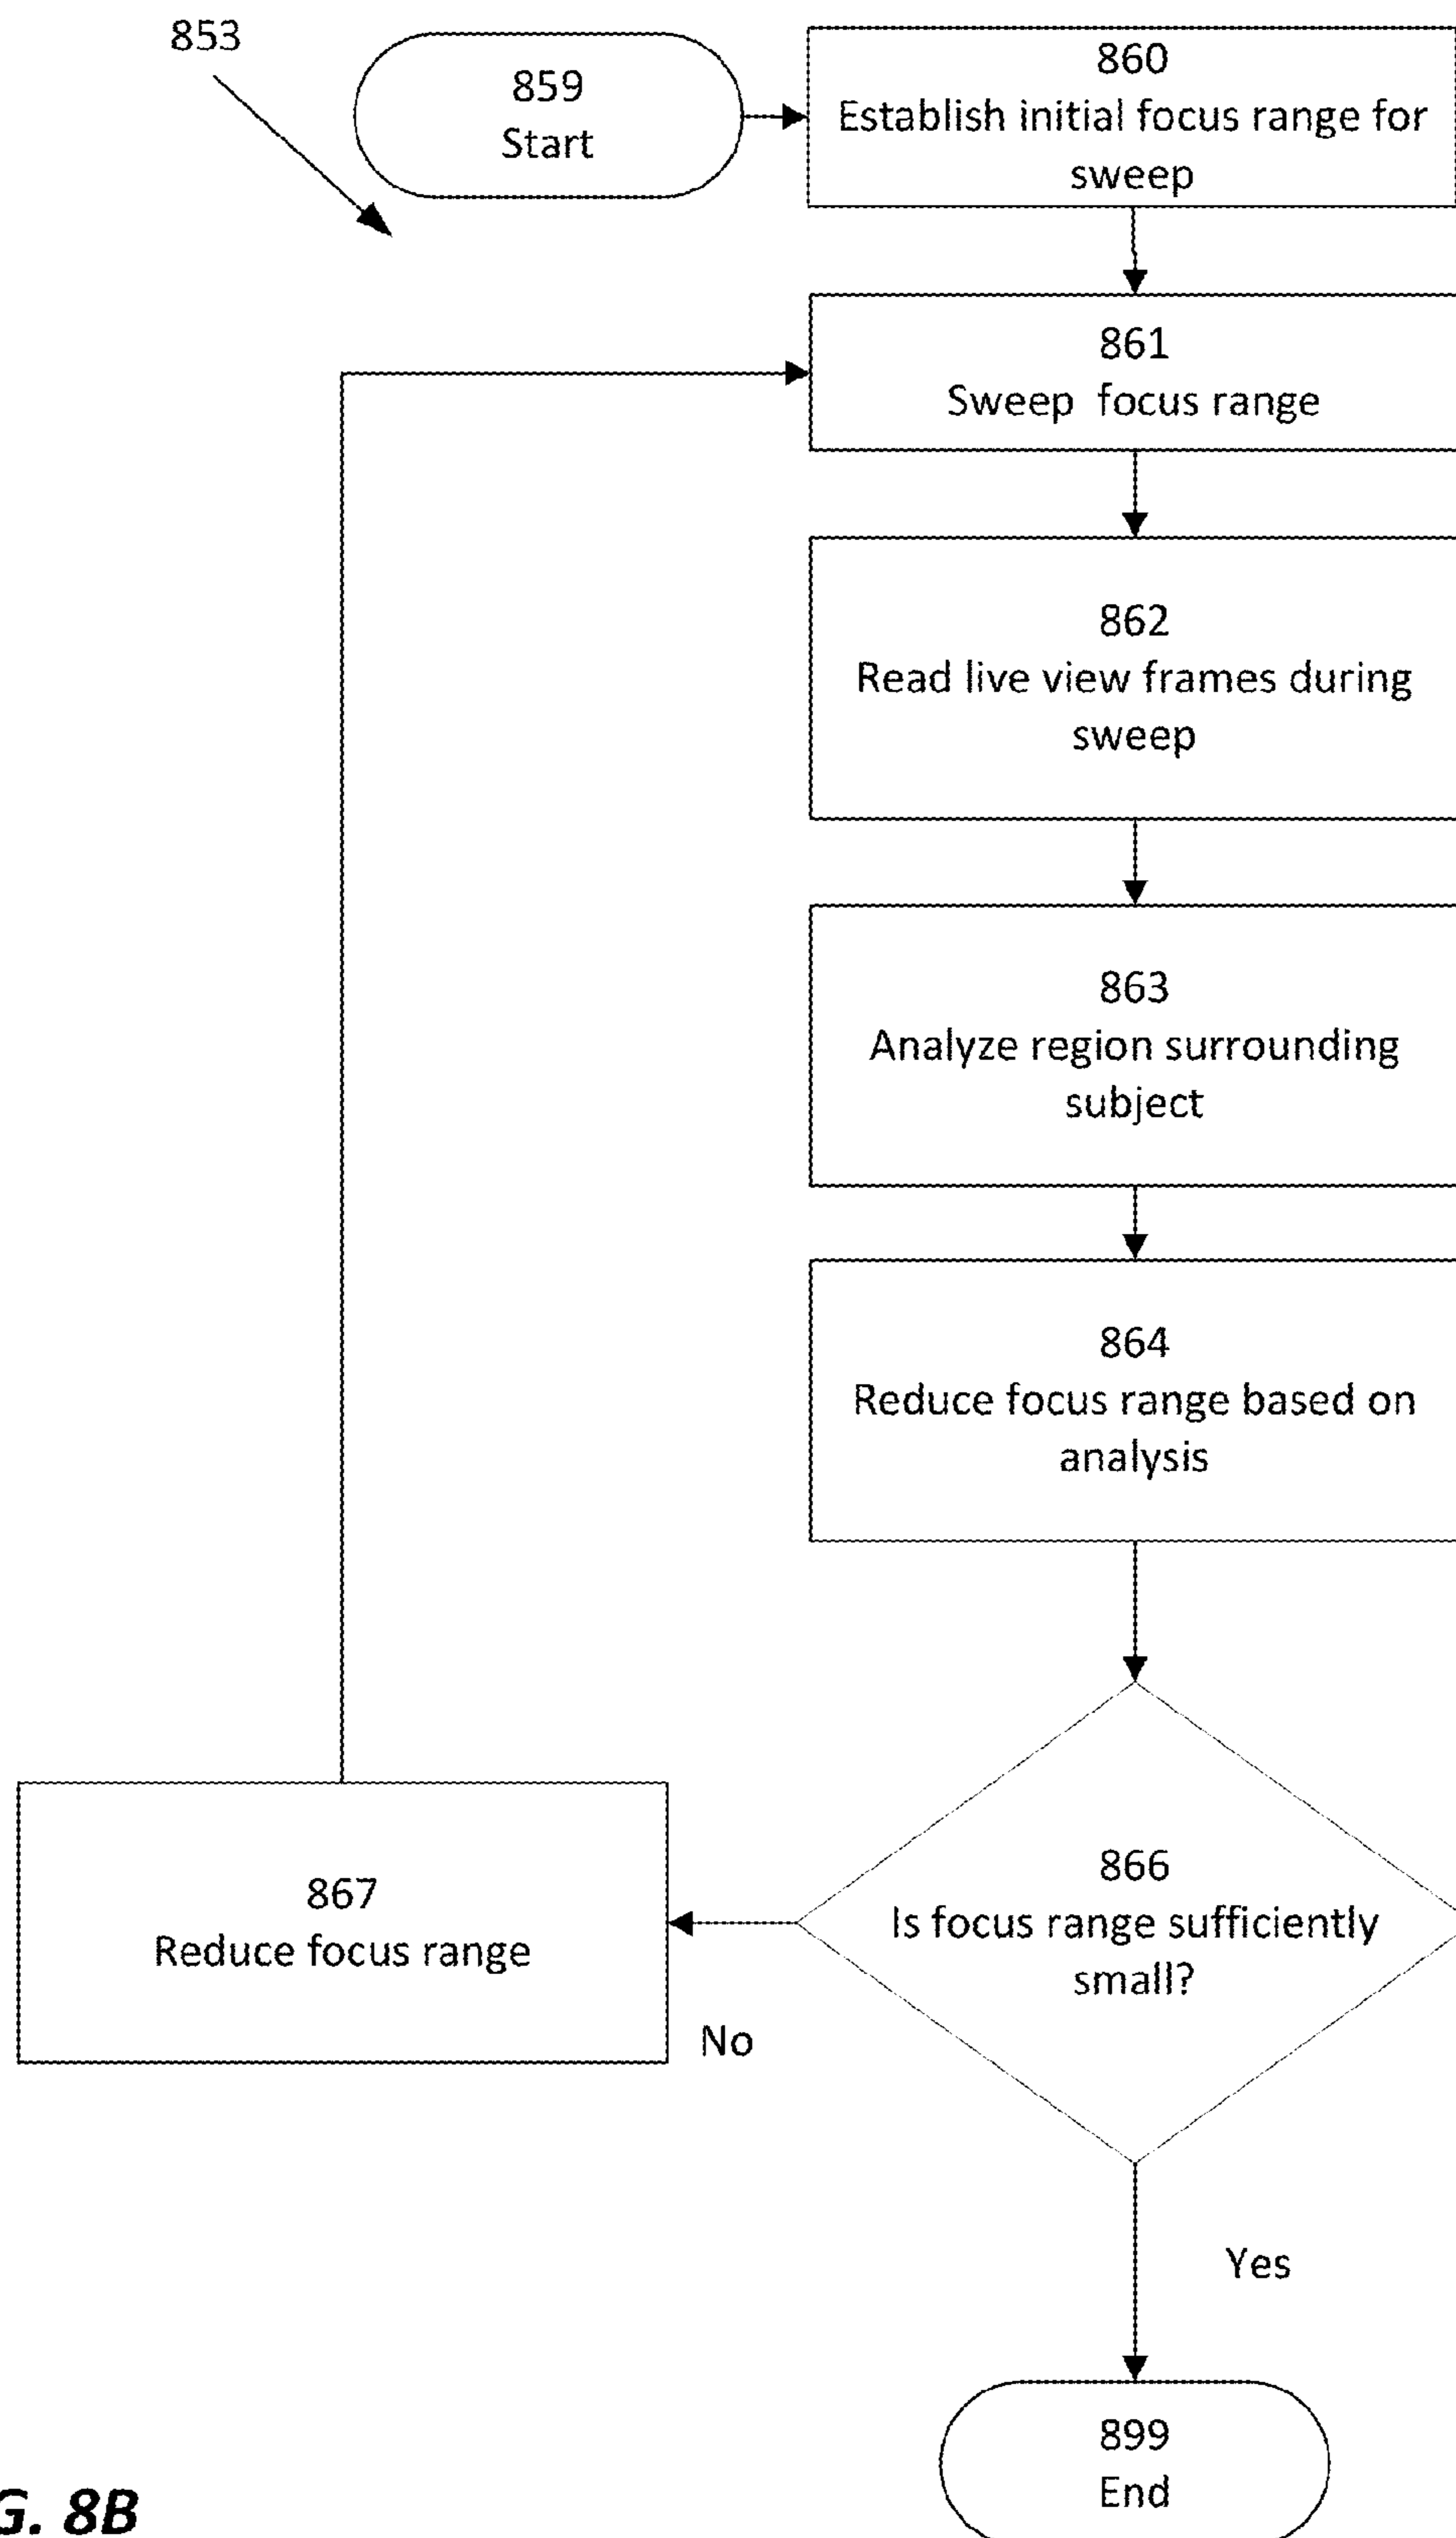 853
859
Start
860
Establish initial focus range for
sweep
861
Sweep focus range
862
Read live view frames during
sweep
863
Analyze region surrounding
subject
864
Reduce focus range based on
analysis
866
Is focus range sufficiently
small?
867
Reduce focus range
No
Yes
899
End
G. 8B